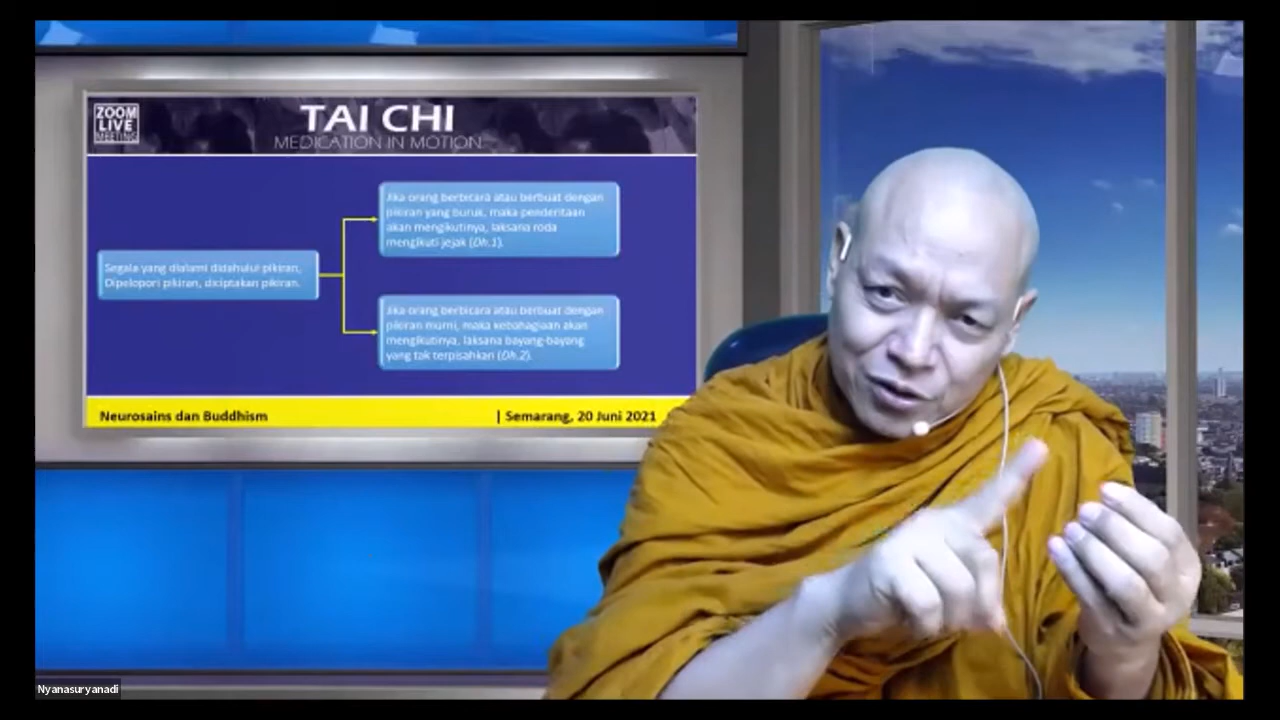 ZOOM
LIVE
MEETING
TAI CHI
MEDICATION IN MOTION
Segala yang dialami didahului pikiran,
Dipelopori pikiran, diciptakan pikiran.
Jika orang berbicara atau berbuat dengan
pikiran yang buruk, maka penderitaan
akan mengikutinya, laksana roda
mengikuti jejak (Dh.1).
Jika orang berbicara atau berbuat dengan
pikiran murni, maka kebahagiaan akan
mengikutinya, laksana bayang-bayang
yang tak terpisahkan (Dh.2).
Neurosains dan Buddhism
| Semarang, 20 Juni 2021
Nyanasuryanadi